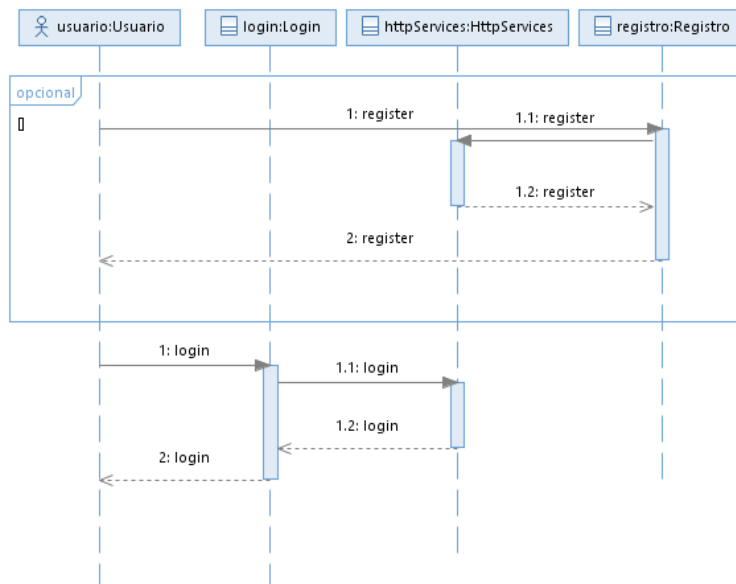 usuario:Usuario
login:Login
httpServices:HttpServices
registro:Registro
opcional
[]
1: register
1.1: register
1.2: register
2: register
1: login
1.1: login
1.2: login
2: login